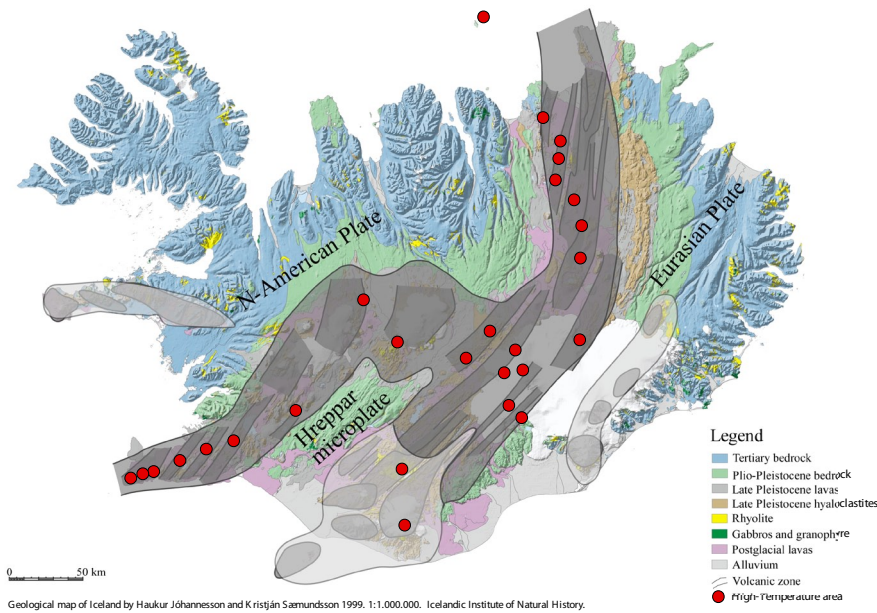 N-American Plate
Eurasian Plate
Hreppar
microplate
Legend
Tertiary bedrock
Plio-Pleistocene bedrock
Late Pleistocene lavas
Late Pleistocene hyaloclastites
Rhyolite
Gabbros and granophyre
Postglacial lavas
Alluvium
Volcanic zone
High-Temperature area
0 50 km
Geological map of Iceland by Haukur Jóhannesson and Kristján Sæmundsson 1999. 1:1.000.000. Icelandic Institute of Natural History.